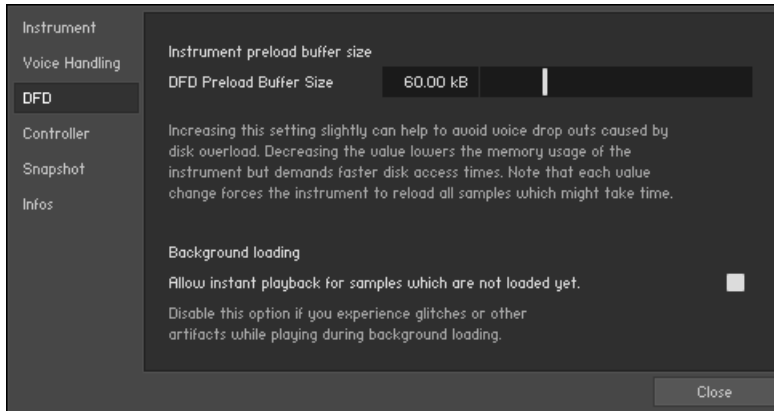 Instrument
Voice Handling
DFD
Controller
Snapshot
Infos
Instrument preload buffer size
DFD Preload Buffer Size 60.00 kB
Increasing this setting slightly can help to avoid voice drop outs caused by
disk overload. Decreasing the value lowers the memory usage of the
instrument but demands faster disk access times. Note that each value
change forces the instrument to reload all samples which might take time.
Background loading
Allow instant playback for samples which are not loaded yet.
Disable this option if you experience glitches or other
artifacts while playing during background loading.
Close